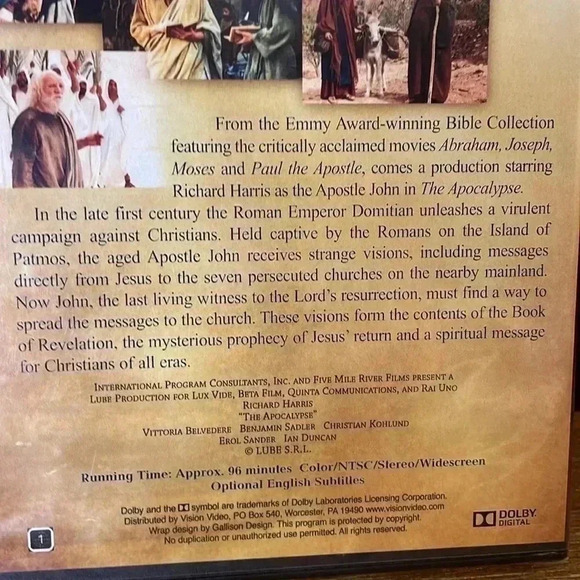 From the Emmy Award-winning Bible Collection
featuring the critically acclaimed movies Abraham, Joseph,
Moses and Paul the Apostle, comes a production starring
Richard Harris as the Apostle John in The Apocalypse.
In the late first century the Roman Emperor Domitian unleashes a virulent
campaign against Christians. Held captive by the Romans on the Island of
Patmos, the aged Apostle John receives strange visions, including messages
directly from Jesus to the seven persecuted churches on the nearby mainland.
Now John, the last living witness to the Lord's resurrection, must find a way to
spread the messages to the church. These visions form the contents of the Book
of Revelation, the mysterious prophecy of Jesus' return and a spiritual message
for Christians of all eras.
International Program Consultants, Inc. and Five Mile River Films present a
Lube Production for Lux Vide, Beta Film, Quinta Communications, and Rai Uno
Richard Harris
"The Apocalypse"
Vittoria Belvedere Benjamin Sadler Christian Kohlund
Erol Sander Ian Duncan
© LUBE S.R.L.
Running Time: Approx. 96 minutes Color/NTSC/Stereo/Widescreen
Optional English Subtitles
Dolby and the DD symbol are trademarks of Dolby Laboratories Licensing Corporation.
Distributed by Vision Video, PO Box 540, Worcester, PA 19490 www.visionvideo.com
Wrap design by Gallison Design. This program is protected by copyright.
No duplication or unauthorized use permitted. All rights reserved.
DOLBY
DIGITAL
1